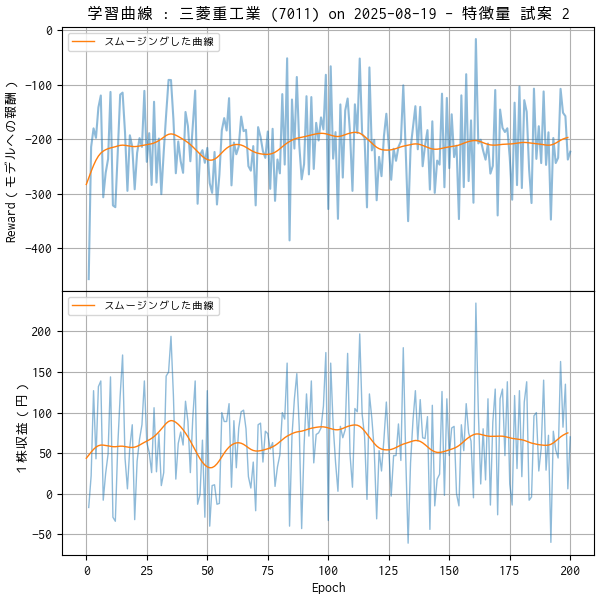 学習曲線 : 三菱重工業 (7011) on 2025-08-19 - 特徴量 試案 2
スムージングした曲線
0
-100
-200
-300
-400
Reward ( モデルへの報酬 )
スムージングした曲線
200
150
100
50
0
-50
1株収益 ( 円 )
0 25 50 75 100 125 150 175 200
Epoch